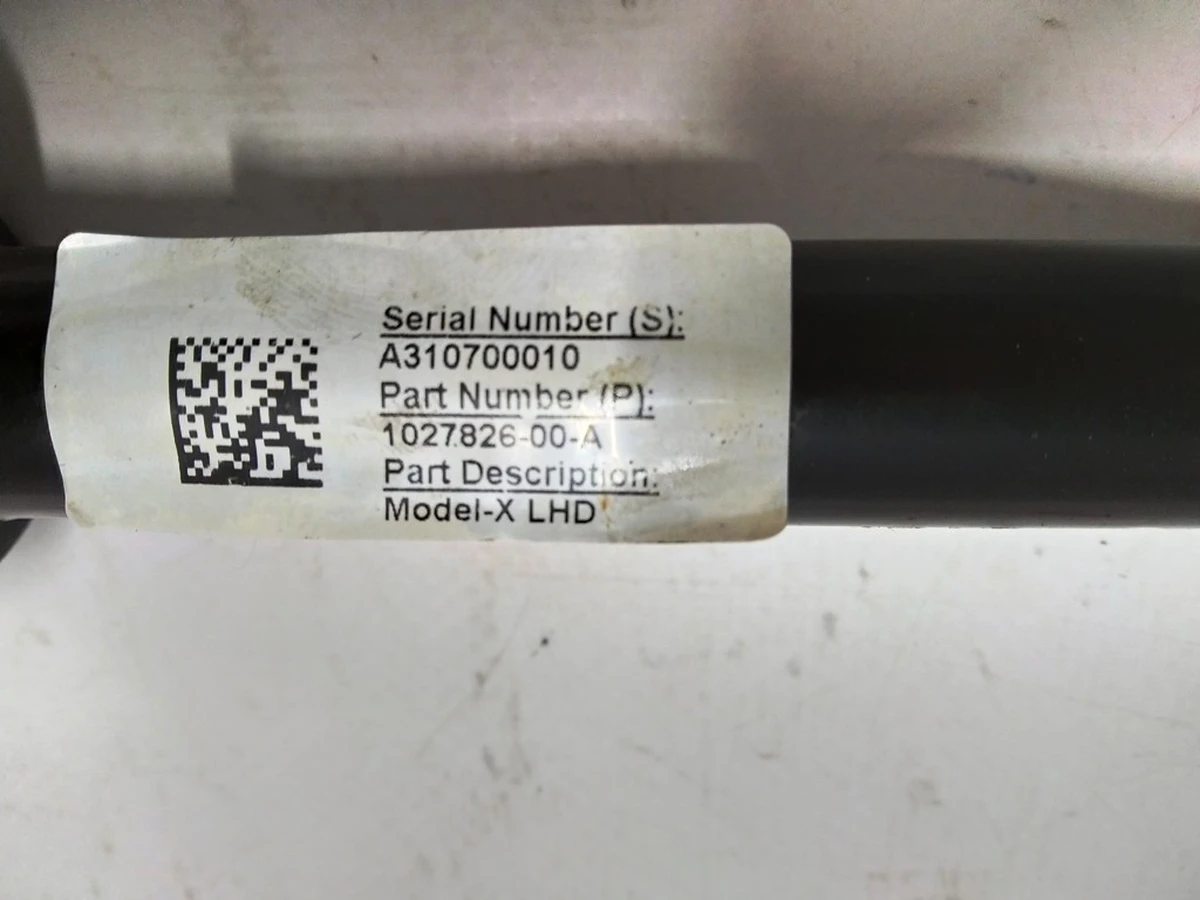 Serial Number (S):
A310700010
Part Number (P):
1027826-00-A
Part Description:
Model-X LHD